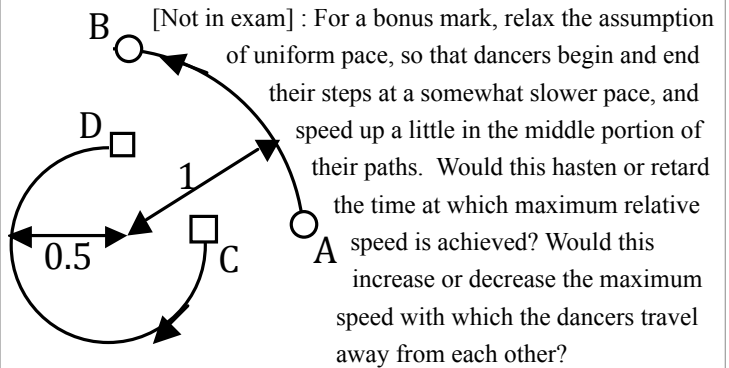 B
[Not in exam] : For a bonus mark, relax the assumption
of uniform pace, so that dancers begin and end
their steps at a somewhat slower pace, and
D
speed up a little in the middle portion of
their paths.  Would this hasten or retard
1
the time at which maximum relative
A
speed is achieved? Would this
0.5
C
increase or decrease the maximum
speed with which the dancers travel
away from each other?